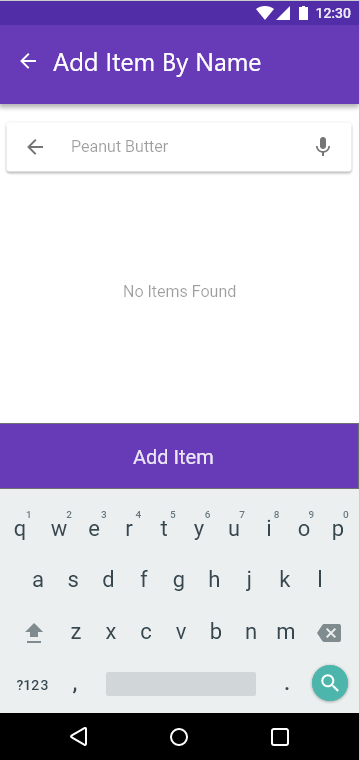 12:30
Add Item By Name
Peanut Butter
No Items Found
Add Item
1 2 3 4 5 6 7 8 9 0
q w e r t y u i o p
a s d f g h j k l
z x c v b n m
?123 , .